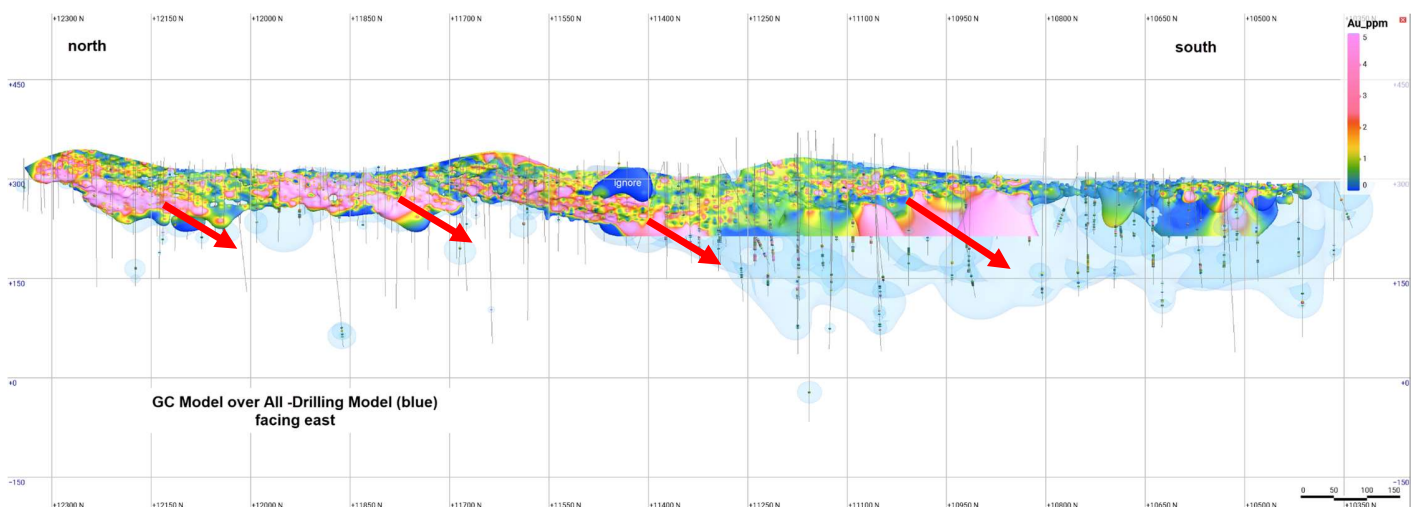 +12300 N +12150 N +12000 N +11850 N +11700 N +11550 N +11400 N +11250 N +11100 N +10950 N +10800 N +10650 N +10500 N
Au_ppm
north
south
5
4
3
2
1
0
+450 +450
ignore
+300 +300
+150 +150
+0 +0
GC Model over All -Drilling Model (blue)
facing east
-150 -150
0 50 100 150
+12300 N +12150 N +12000 N +11850 N +11700 N +11550 N +11400 N +11250 N +11100 N +10950 N +10800 N +10650 N +10500 N +10350 N